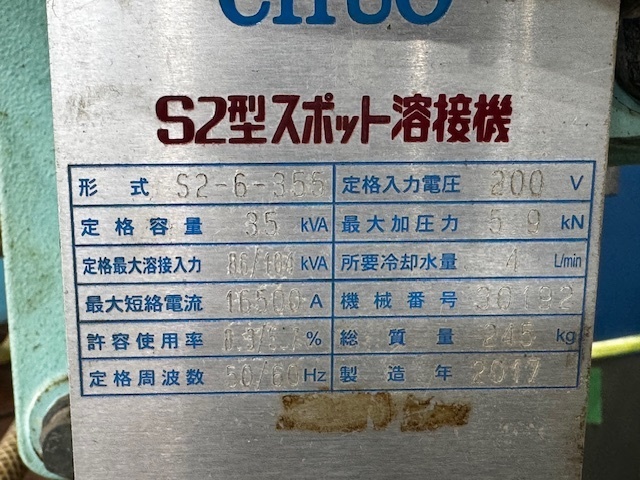 chuo
S2型スポット溶接機
形式 S2-6-355 定格入力電圧 200 V
定格容量 35 kVA 最大加圧力 5.9 kN
定格最大溶接入力 kVA 所要冷却水量 4 L/min
最大短絡電流 16500 A 機械番号 30192
許容使用率 % 総質量 245 kg
定格周波数 50/60 Hz 製造年 2017